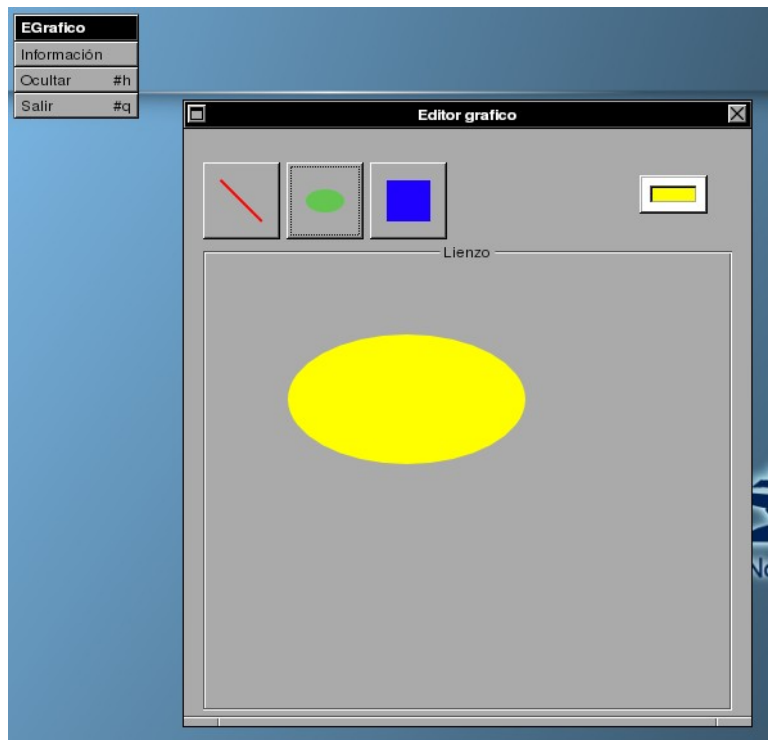 EGrafico
Información
Ocultar #h
Salir #q
Editor grafico
Lienzo